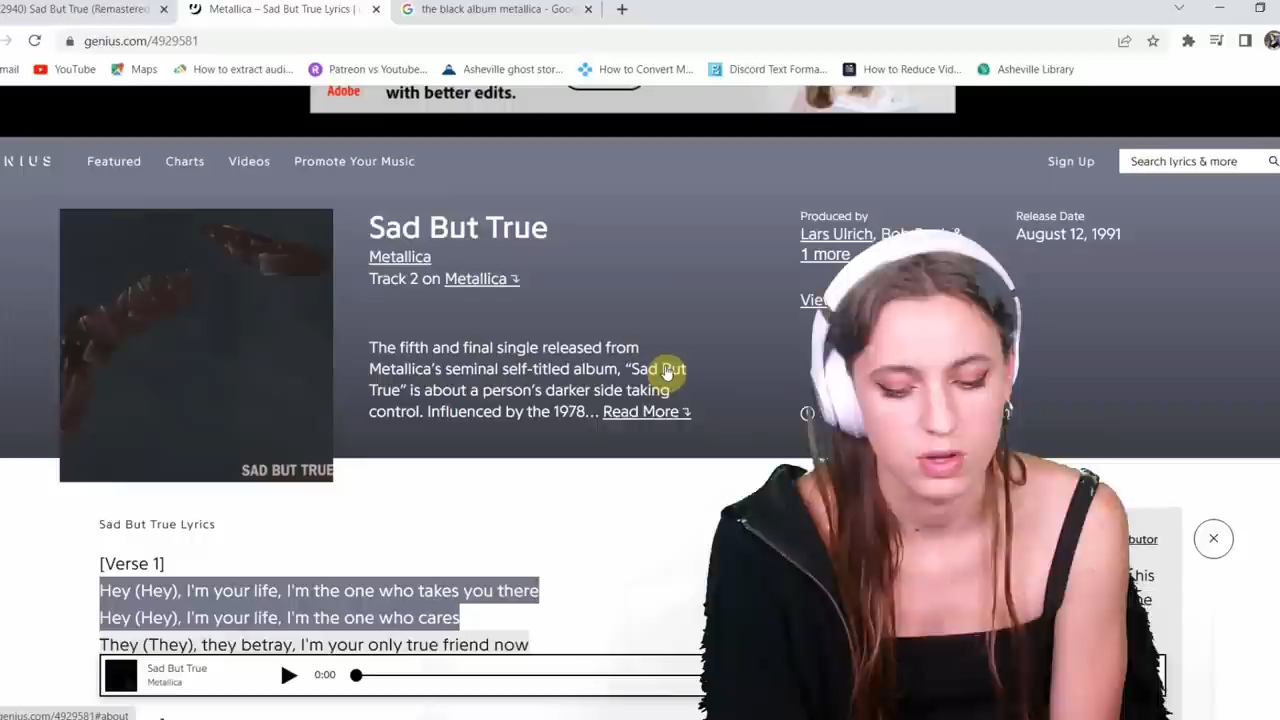 2940) Sad But True (Remastered
Metallica – Sad But True Lyrics |
the black album metallica - Goo
genius.com/4929581
mail
YouTube
Maps
How to extract audi...
Patreon vs Youtube...
Asheville ghost stor...
How to Convert M...
Discord Text Forma...
How to Reduce Vid...
Asheville Library
Adobe
with better edits.
NIUS
Featured
Charts
Videos
Promote Your Music
Sign Up
Search lyrics & more
Sad But True
Metallica
Track 2 on Metallica
Produced by
Lars Ulrich,
1 more
Release Date
August 12, 1991
The fifth and final single released from
Metallica's seminal self-titled album, “Sad But
True” is about a person's darker side taking
control. Influenced by the 1978... Read More
SAD BUT TRUE
Sad But True Lyrics
[Verse 1]
Hey (Hey), I'm your life, I'm the one who takes you there
Hey (Hey), I'm your life, I'm the one who cares
They (They), they betray, I'm your only true friend now
Sad But True
Metallica
0:00
butor
his
enius.com/4929581#about